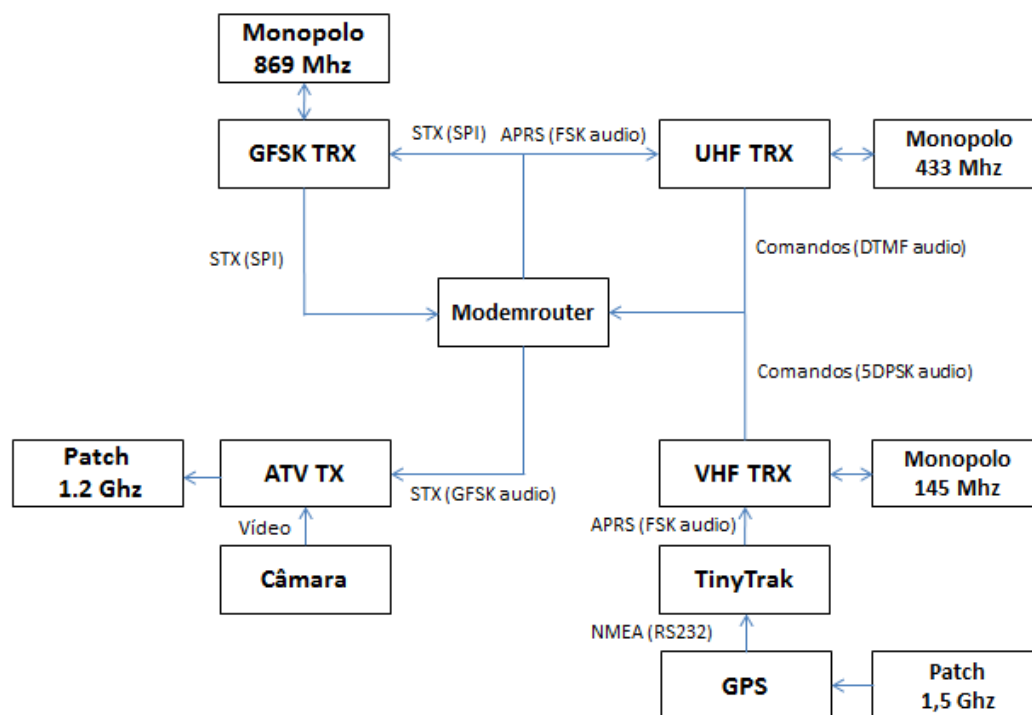 Monopolo
869 Mhz
STX (SPI)
APRS (FSK audio)
GFSK TRX
UHF TRX
Monopolo
433 Mhz
STX (SPI)
Comandos (DTMF audio)
Modemrouter
Comandos (5DPSK audio)
Patch
1.2 Ghz
ATV TX
VHF TRX
Monopolo
145 Mhz
STX (GFSK audio)
Vídeo
APRS (FSK audio)
Câmara
TinyTrak
NMEA (RS232)
GPS
Patch
1,5 Ghz